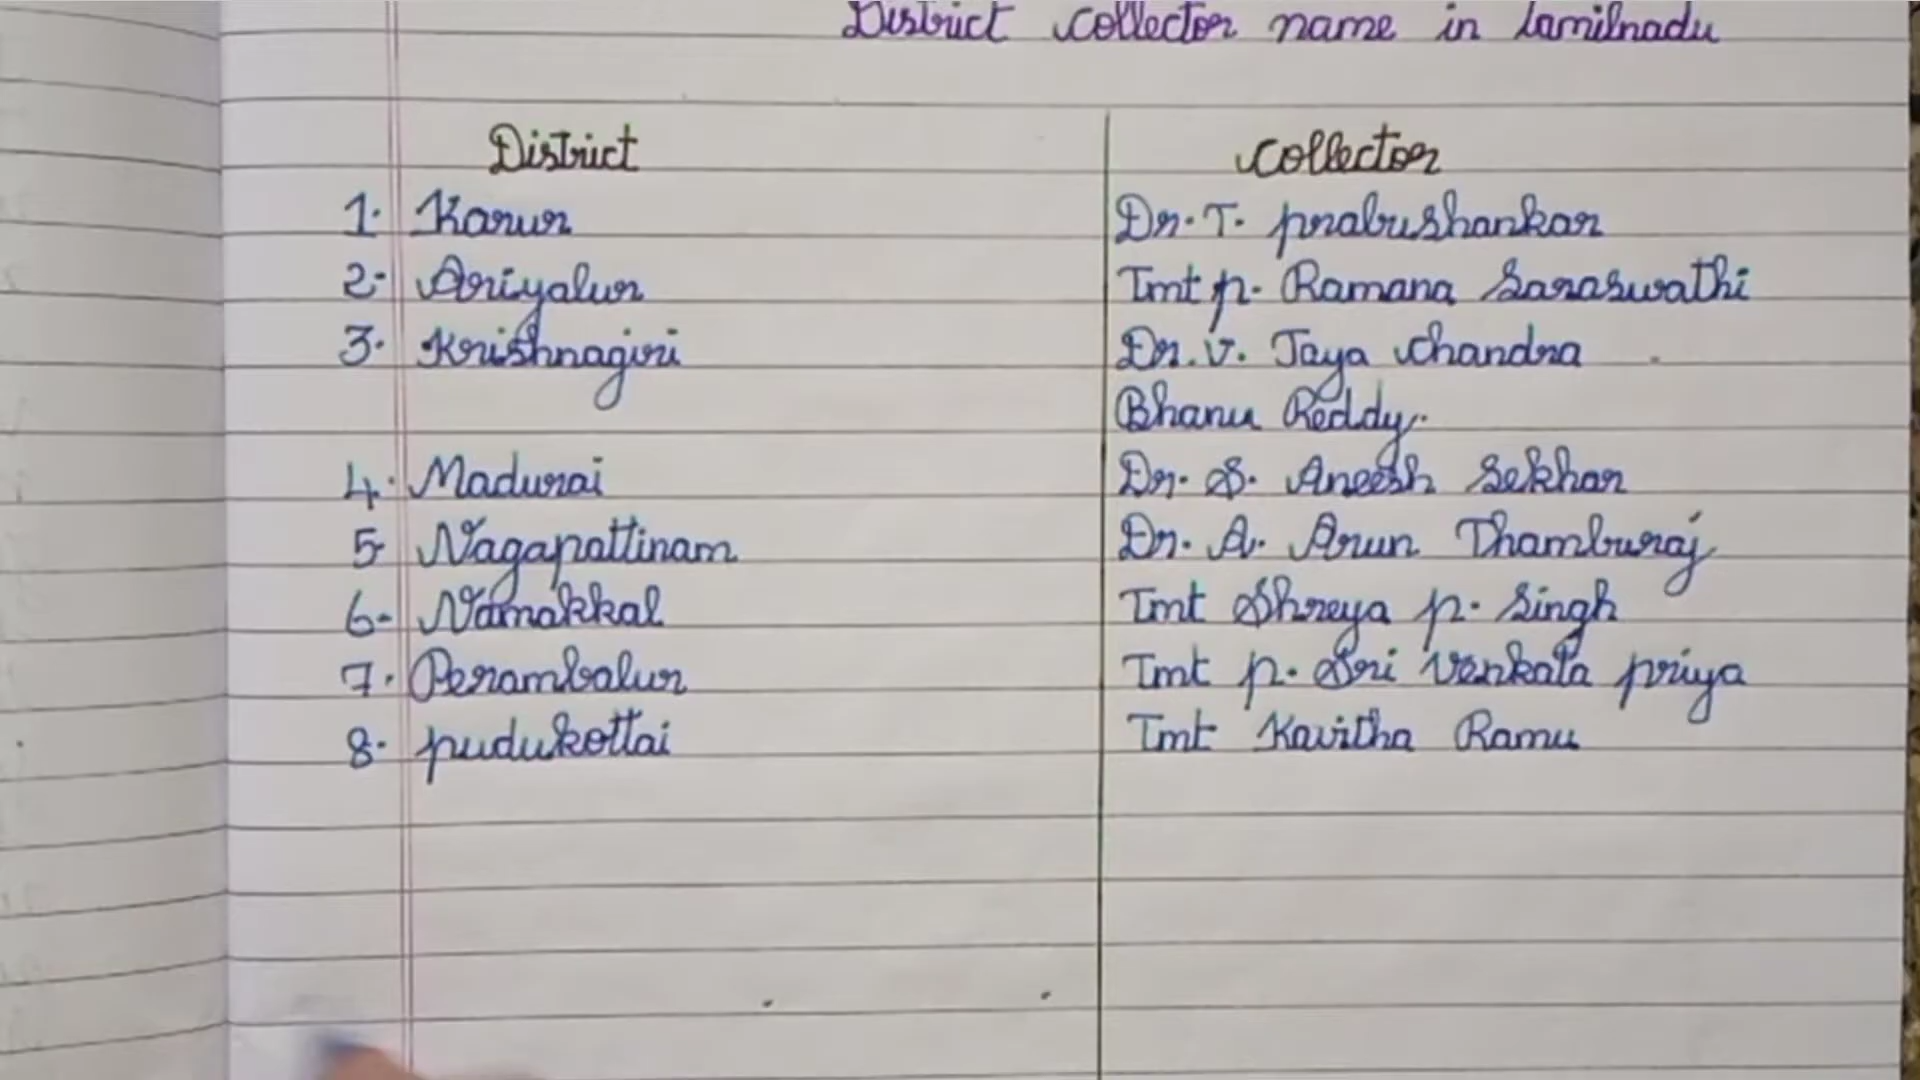 District collector name in tamilnadu
District collector
1. Karur Dr. T. prabushankar
2. Ariyalur Tmt p. Ramana Saraswathi
3. Krishnagiri Dr. V. Jaya chandra
Bhanu Reddy.
4. Madurai Dr. S. Aneesh Sekhar
5. Nagapattinam Dr. A. Arun Thamburaj
6. Namakkal Tmt Shreya p. Singh
7. Perambalur Tmt p. Sri Venkata priya
8. pudukottai Tmt Kavitha Ramu